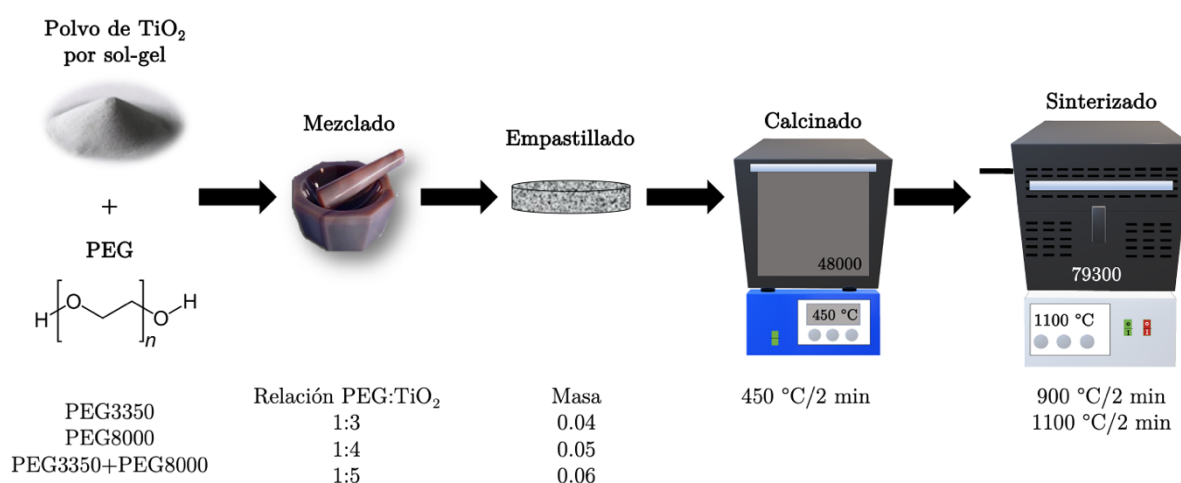 Polvo de TiO₂
por sol-gel
+
PEG
H
O
O
H
n
PEG3350
PEG8000
PEG3350+PEG8000
Mezclado
Relación PEG:TiO₂
1:3
1:4
1:5
Empastillado
Masa
0.04
0.05
0.06
Calcinado
48000
450 °C
450 °C/2 min
Sinterizado
79300
1100 °C
900 °C/2 min
1100 °C/2 min